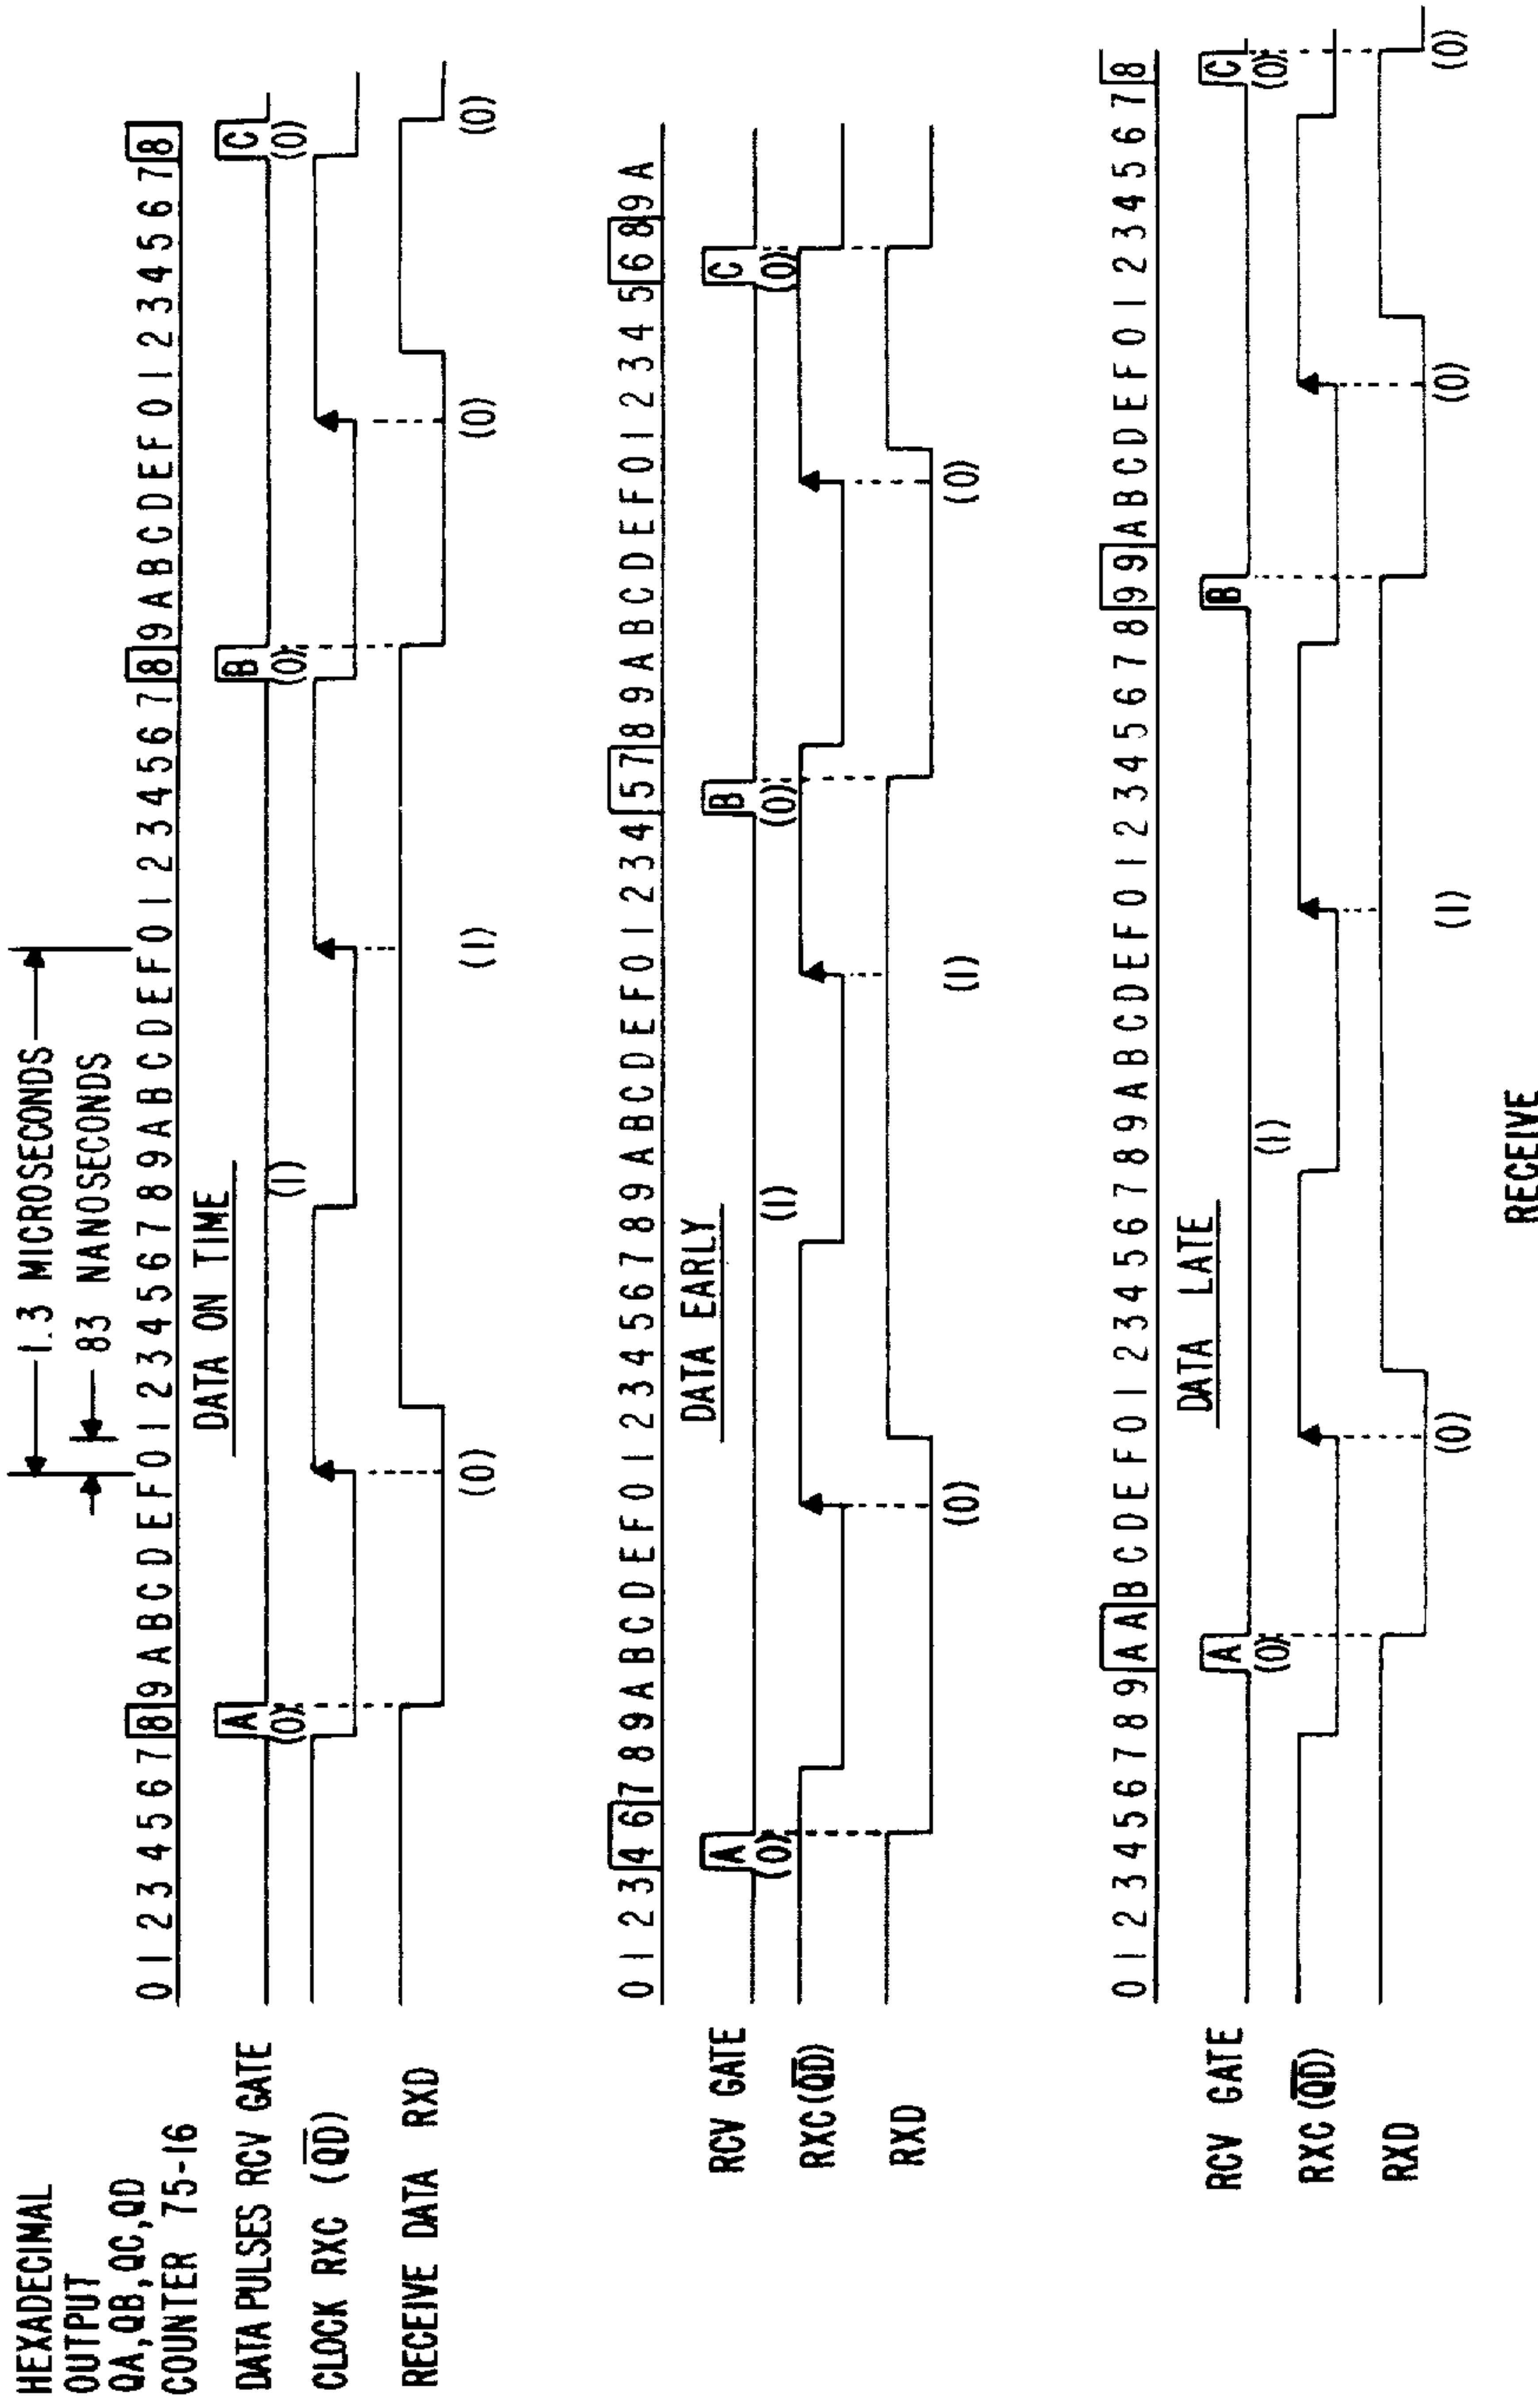 1.3 MICROSECONDS
83 NANOSECONDS
HEXADECIMAL
OUTPUT
QA,QB,QC,QD
COUNTER 75-16
0 1 2 3 4 5 6 7 8 9 A B C D E F 0 1 2 3 4 5 6 7 8 9 A B C D E F 0 1 2 3 4 5 6 7 8 9 A B C D E F 0 1 2 3 4 5 6 7 8
DATA ON TIME
DATA PULSES RCV GATE A B C
(0) (1) (0) (0)
CLOCK RXC (Q̅D̅)
RECEIVE DATA RXD
(0) (1) (0) (0)
0 1 2 3 4 6 7 8 9 A B C D E F 0 1 2 3 4 5 6 7 8 9 A B C D E F 0 1 2 3 4 5 7 8 9 A B C D E F 0 1 2 3 4 5 6 8 9 A
DATA EARLY
RCV GATE A B C
(0) (1) (0) (0)
RXC (Q̅D̅)
RXD
(0) (1) (0)
0 1 2 3 4 5 6 7 8 9 A A B C D E F 0 1 2 3 4 5 6 7 8 9 A B C D E F 0 1 2 3 4 5 6 7 8 9 9 A B C D E F 0 1 2 3 4 5 6 7 8
DATA LATE
RCV GATE A B C
(0) (1) (0)
RXC (Q̅D̅)
RXD
(0) (1) (0) (0)
RECEIVE